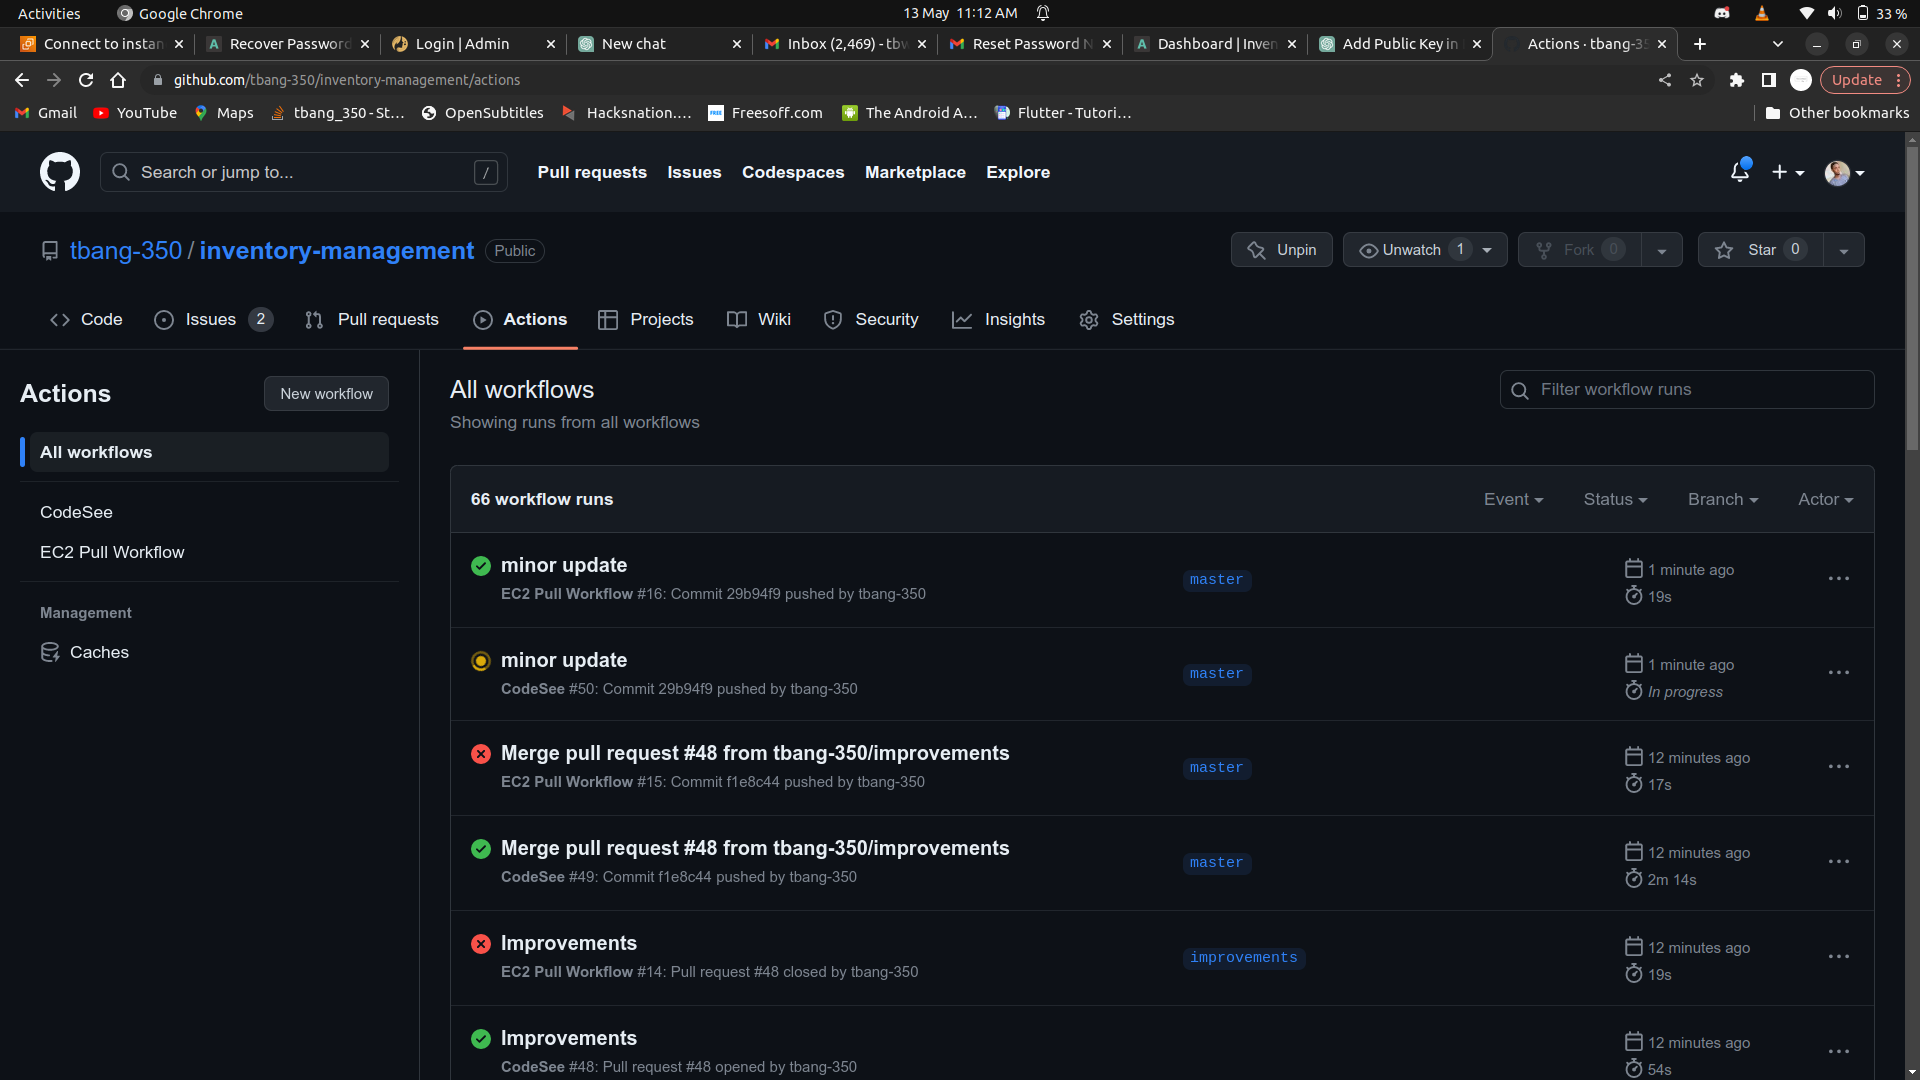 Activities Google Chrome 13 May 11:12 AM 33 %
Connect to instan Recover Password Login | Admin New chat Inbox (2,469) - tbw Reset Password N Dashboard | Inven Add Public Key in Actions · tbang-35
github.com/tbang-350/inventory-management/actions Update
Gmail YouTube Maps tbang_350 - St... OpenSubtitles Hacksnation.... Freesoff.com The Android A... Flutter - Tutori... Other bookmarks
Search or jump to... / Pull requests Issues Codespaces Marketplace Explore
tbang-350 / inventory-management Public Unpin Unwatch 1 Fork 0 Star 0
Code Issues 2 Pull requests Actions Projects Wiki Security Insights Settings
Actions New workflow
All workflows
CodeSee
EC2 Pull Workflow
Management
Caches
All workflows
Showing runs from all workflows
Filter workflow runs
66 workflow runs Event Status Branch Actor
minor update
EC2 Pull Workflow #16: Commit 29b94f9 pushed by tbang-350
master
1 minute ago
19s
minor update
CodeSee #50: Commit 29b94f9 pushed by tbang-350
master
1 minute ago
In progress
Merge pull request #48 from tbang-350/improvements
EC2 Pull Workflow #15: Commit f1e8c44 pushed by tbang-350
master
12 minutes ago
17s
Merge pull request #48 from tbang-350/improvements
CodeSee #49: Commit f1e8c44 pushed by tbang-350
master
12 minutes ago
2m 14s
Improvements
EC2 Pull Workflow #14: Pull request #48 closed by tbang-350
improvements
12 minutes ago
19s
Improvements
CodeSee #48: Pull request #48 opened by tbang-350
12 minutes ago
54s